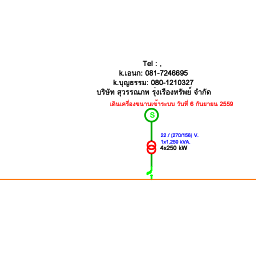 Tel : ,
k.เอนก: 081-7246695
k.บุญธรรม: 080-1210327
บริษัท สุวรรณภพ รุ่งเรืองทรัพย์ จำกัด
เดินเครื่องขนานเข้าระบบ วันที่ 6 กันยายน 2559
S
22 / (270/156) V.
1x1,250 kVA.
4x250 kW